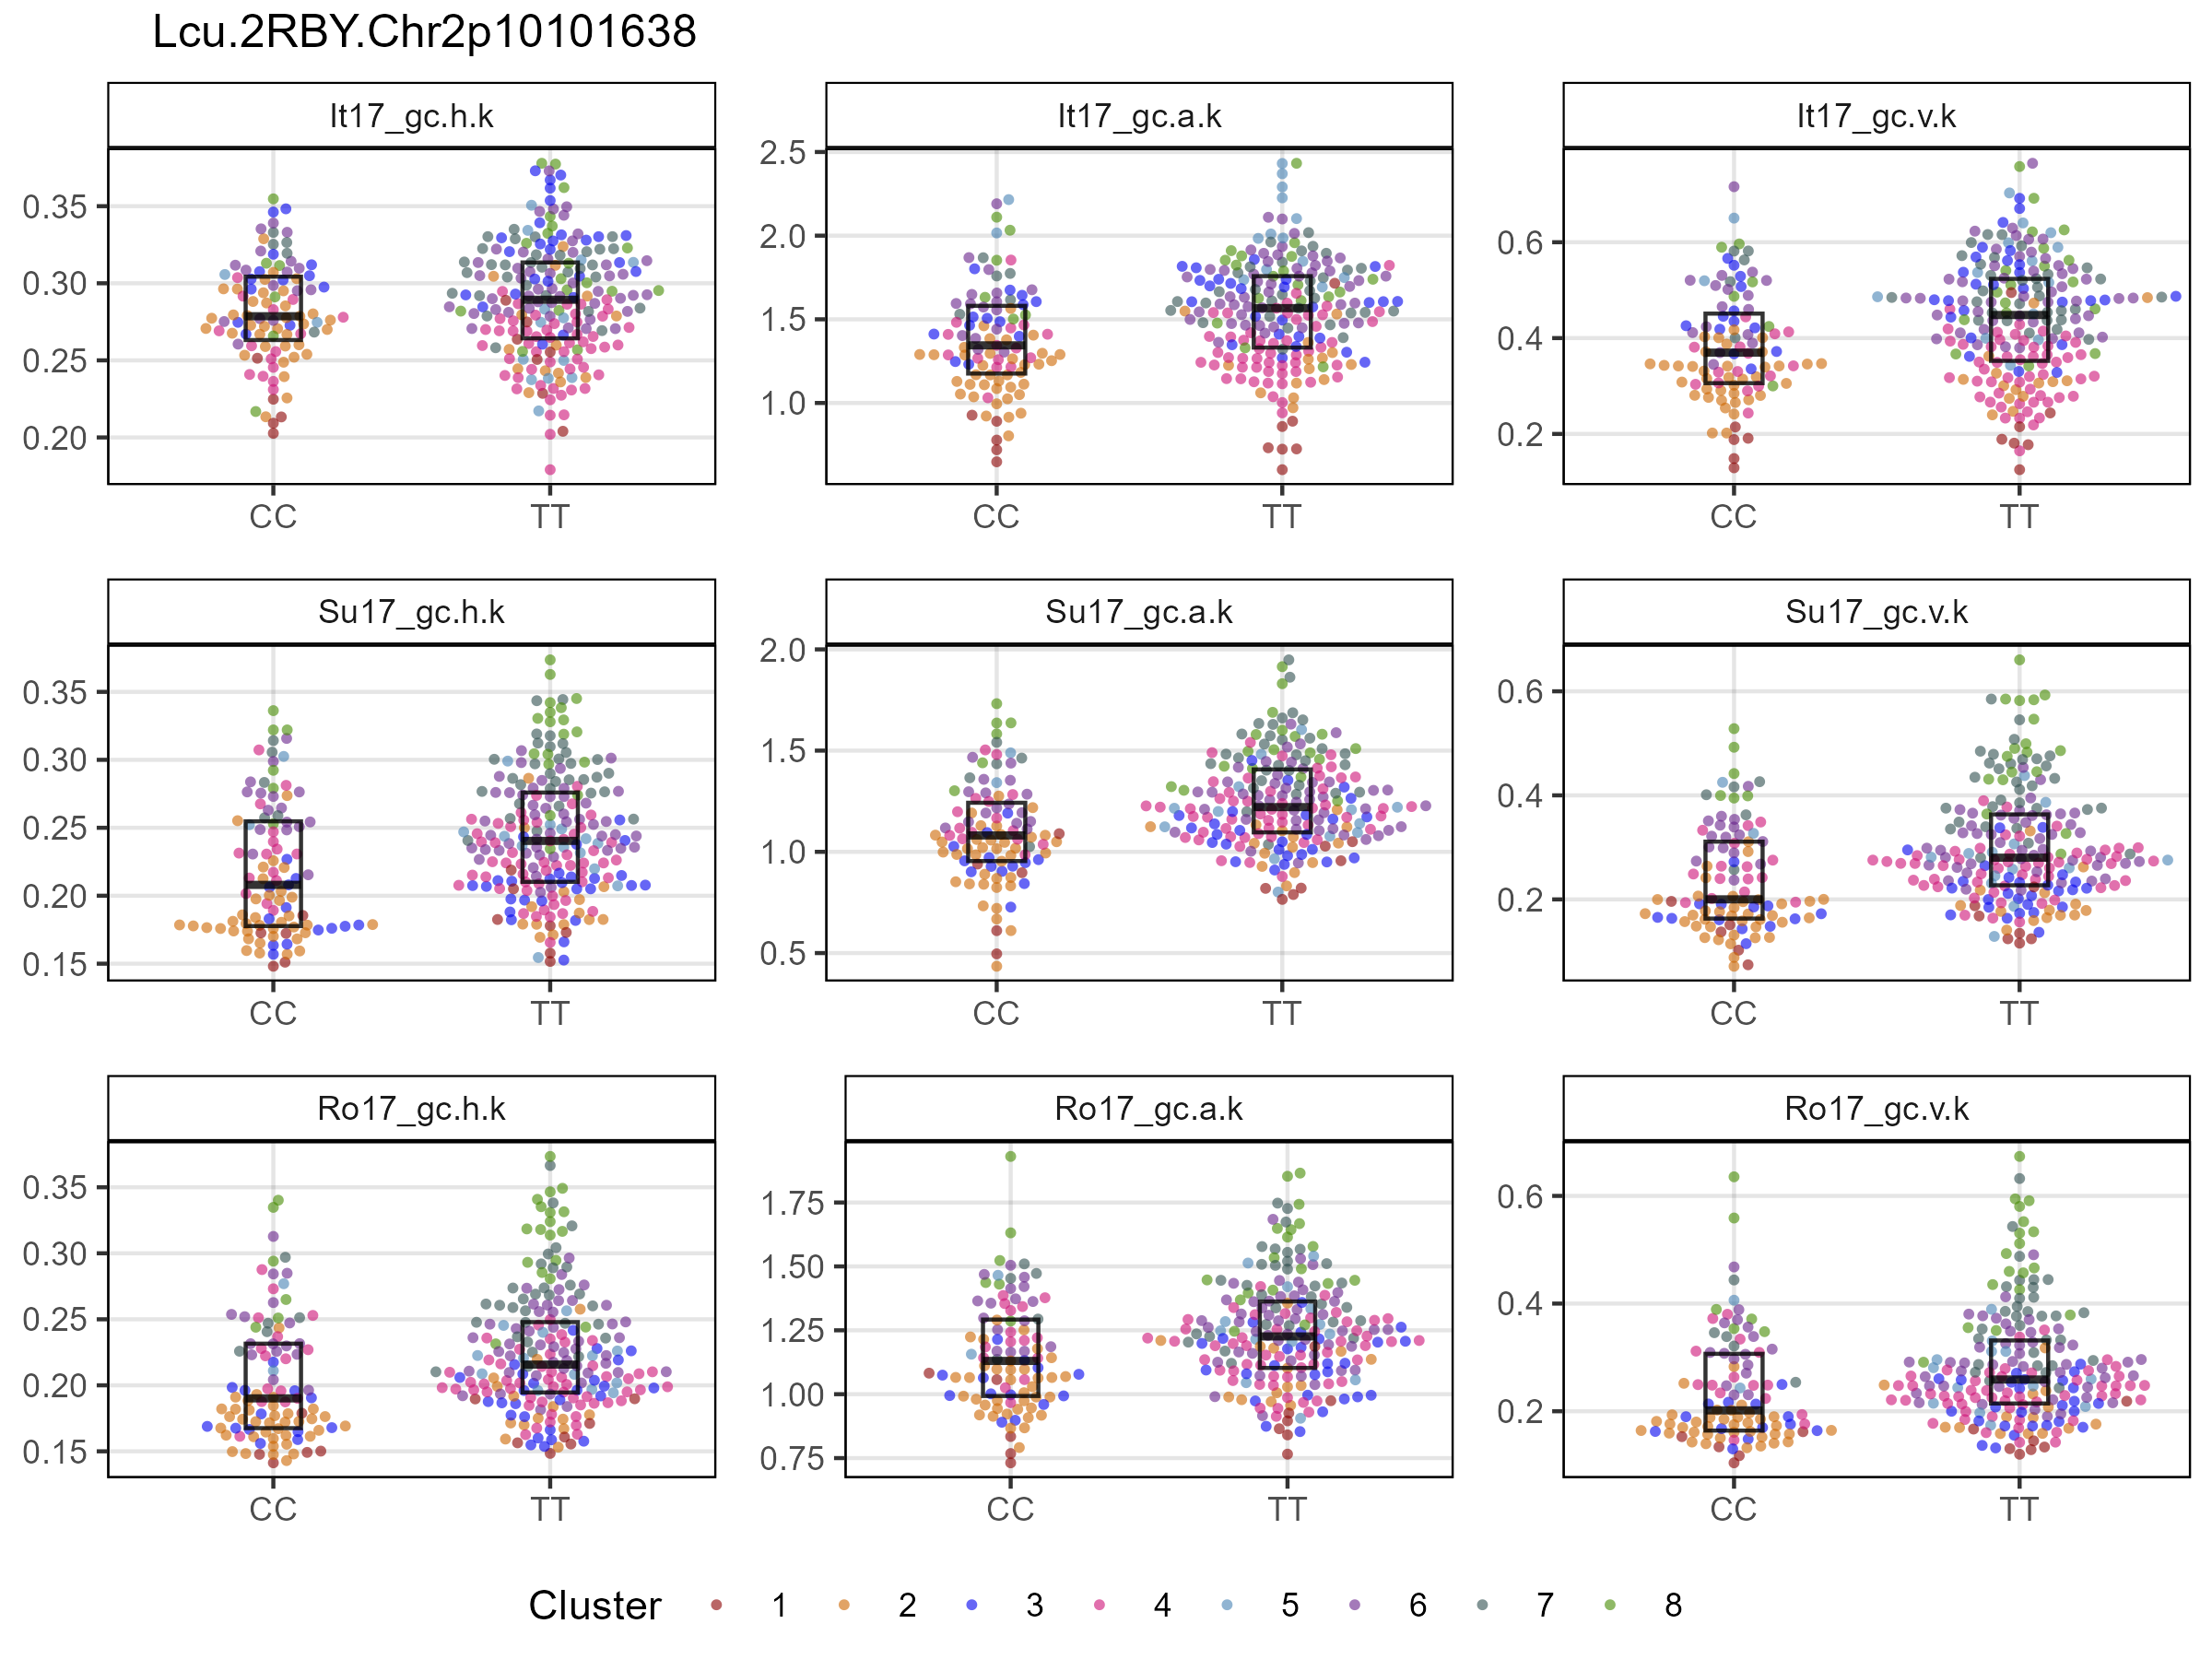 Lcu.2RBY.Chr2p10101638
It17_gc.h.k
It17_gc.a.k
It17_gc.v.k
0.35
0.30
0.25
0.20
CC
TT
2.5
2.0
1.5
1.0
CC
TT
0.6
0.4
0.2
CC
TT
Su17_gc.h.k
Su17_gc.a.k
Su17_gc.v.k
0.35
0.30
0.25
0.20
0.15
CC
TT
2.0
1.5
1.0
0.5
CC
TT
0.6
0.4
0.2
CC
TT
Ro17_gc.h.k
Ro17_gc.a.k
Ro17_gc.v.k
0.35
0.30
0.25
0.20
0.15
CC
TT
1.75
1.50
1.25
1.00
0.75
CC
TT
0.6
0.4
0.2
CC
TT
Cluster 1 2 3 4 5 6 7 8